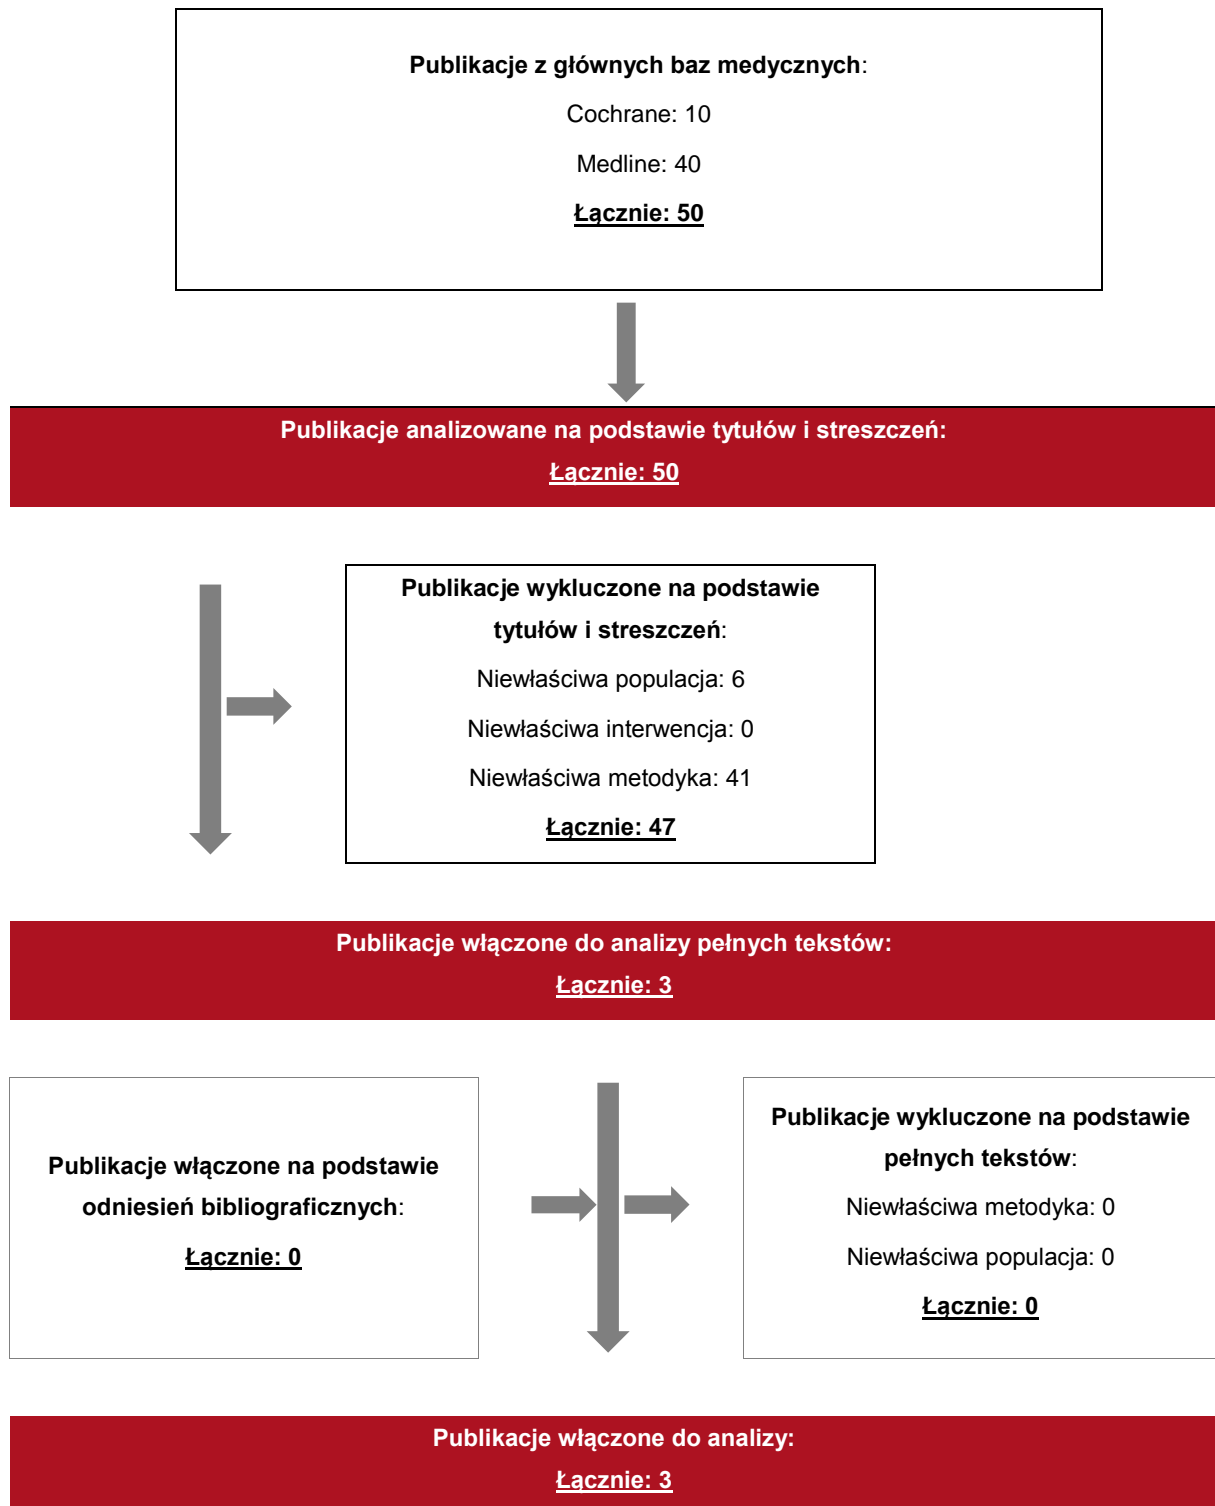 Publikacje z głównych baz medycznych:
Cochrane: 10
Medline: 40
Łącznie: 50
Publikacje analizowane na podstawie tytułów i streszczeń:
Łącznie: 50
Publikacje wykluczone na podstawie
tytułów i streszczeń:
Niewłaściwa populacja: 6
Niewłaściwa interwencja: 0
Niewłaściwa metodyka: 41
Łącznie: 47
Publikacje włączone do analizy pełnych tekstów:
Łącznie: 3
Publikacje włączone na podstawie
odniesień bibliograficznych:
Łącznie: 0
Publikacje wykluczone na podstawie
pełnych tekstów:
Niewłaściwa metodyka: 0
Niewłaściwa populacja: 0
Łącznie: 0
Publikacje włączone do analizy:
Łącznie: 3